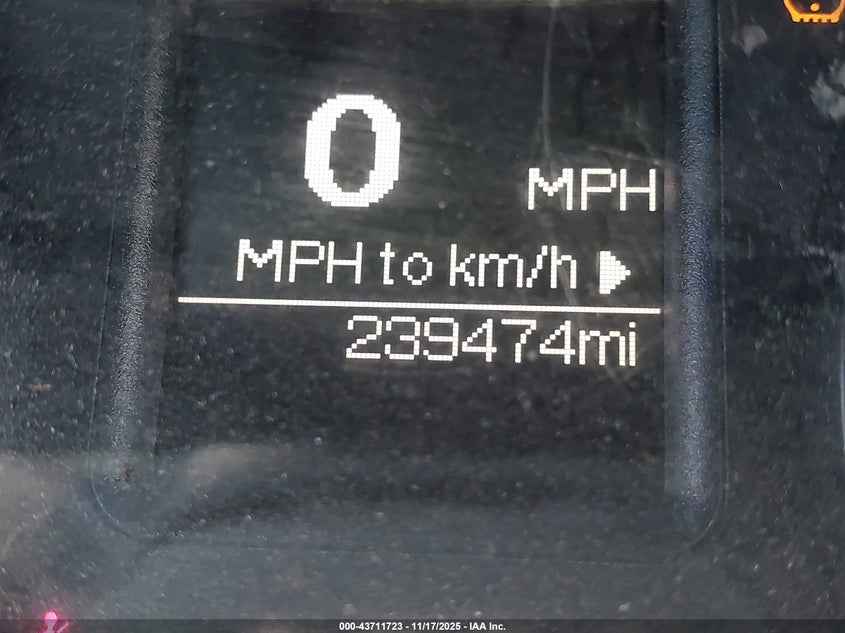 0
MPH
MPH to km/h ▶
239474mi
000-43711723 - 11/17/2025 - IAA Inc.